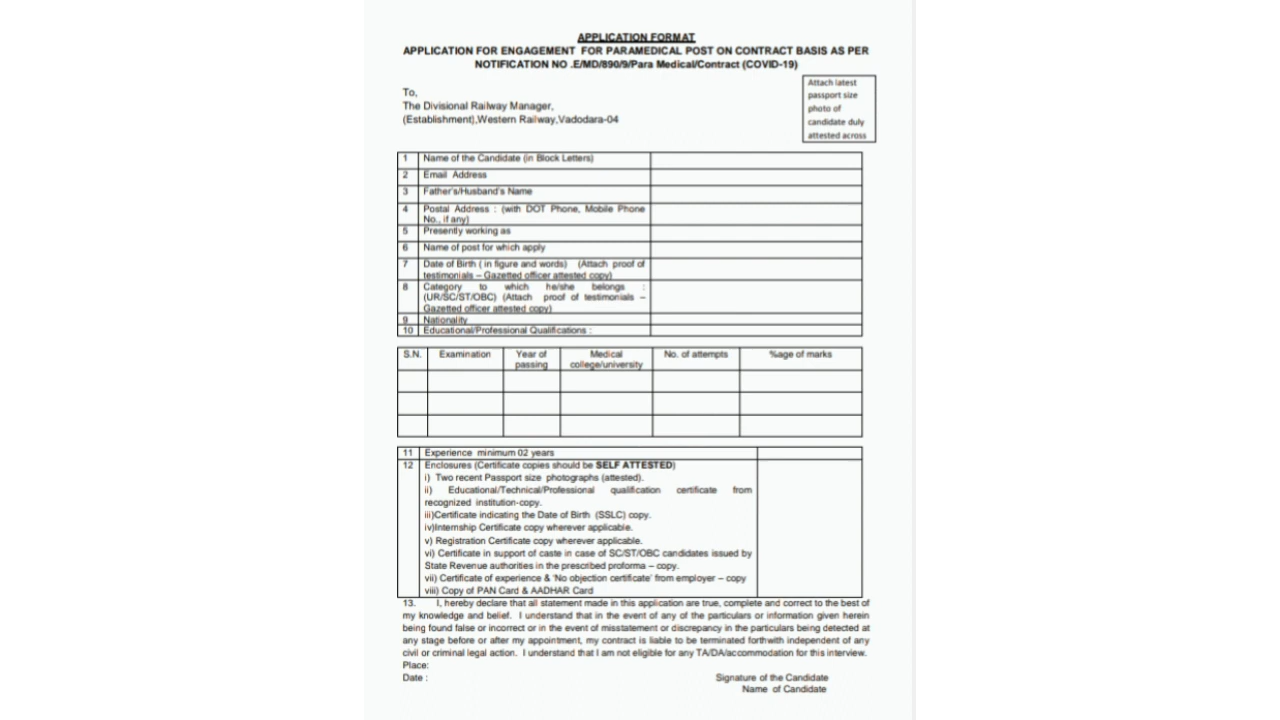 APPLICATION FORMAT
APPLICATION FOR ENGAGEMENT FOR PARAMEDICAL POST ON CONTRACT BASIS AS PER
NOTIFICATION NO .E/MD/890/9/Para Medical/Contract (COVID-19)
Attach latest
passport size
photo of
candidate duly
attested across
To,
The Divisional Railway Manager,
(Establishment),Western Railway,Vadodara-04
1 Name of the Candidate (in Block Letters)
2 Email Address
3 Father's/Husband's Name
4 Postal Address : (with DOT Phone, Mobile Phone
No., if any)
5 Presently working as
6 Name of post for which apply
7 Date of Birth ( in figure and words) (Attach proof of
testimonials – Gazetted officer attested copy)
8 Category to which he/she belongs :
(UR/SC/ST/OBC) (Attach proof of testimonials –
Gazetted officer attested copy)
9 Nationality
10 Educational/Professional Qualifications :
S.N. Examination Year of passing Medical college/university No. of attempts %age of marks
11 Experience minimum 02 years
12 Enclosures (Certificate copies should be SELF ATTESTED)
i) Two recent Passport size photographs (attested).
ii) Educational/Technical/Professional qualification certificate from
recognized institution-copy.
iii)Certificate indicating the Date of Birth (SSLC) copy.
iv)Internship Certificate copy wherever applicable.
v) Registration Certificate copy wherever applicable.
vi) Certificate in support of caste in case of SC/ST/OBC candidates issued by
State Revenue authorities in the prescribed proforma – copy.
vii) Certificate of experience & 'No objection certificate' from employer – copy
viii) Copy of PAN Card & AADHAR Card
13. I, hereby declare that all statement made in this application are true, complete and correct to the best of
my knowledge and belief. I understand that in the event of any of the particulars or information given herein
being found false or incorrect or in the event of misstatement or discrepancy in the particulars being detected at
any stage before or after my appointment, my contract is liable to be terminated forthwith independent of any
civil or criminal legal action. I understand that I am not eligible for any TA/DA/accommodation for this interview.
Place:
Date :
Signature of the Candidate
Name of Candidate